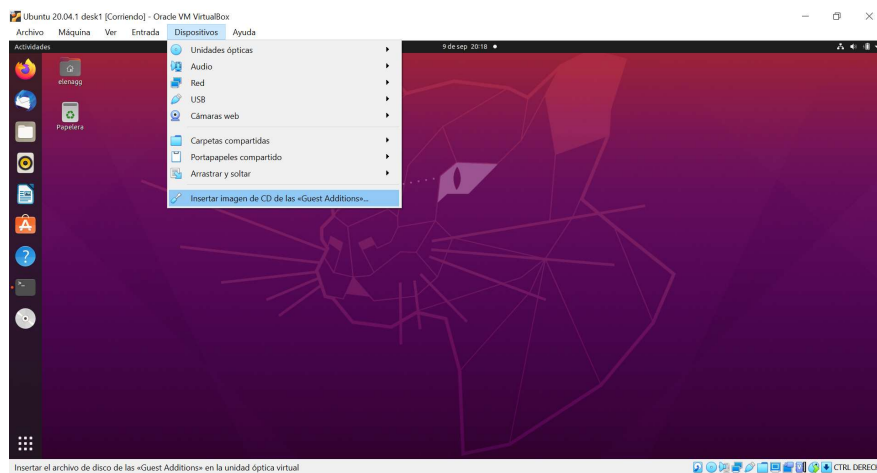 Ubuntu 20.04.1 desk1 [Corriendo] - Oracle VM VirtualBox
Archivo Máquina Ver Entrada Dispositivos Ayuda
Actividades 9 de sep 20:18
Unidades ópticas
Audio
Red
USB
Cámaras web
Carpetas compartidas
Portapapeles compartido
Arrastrar y soltar
Insertar imagen de CD de las «Guest Additions»...
elenagg
Papelera
Insertar el archivo de disco de las «Guest Additions» en la unidad óptica virtual
CTRL DERECH